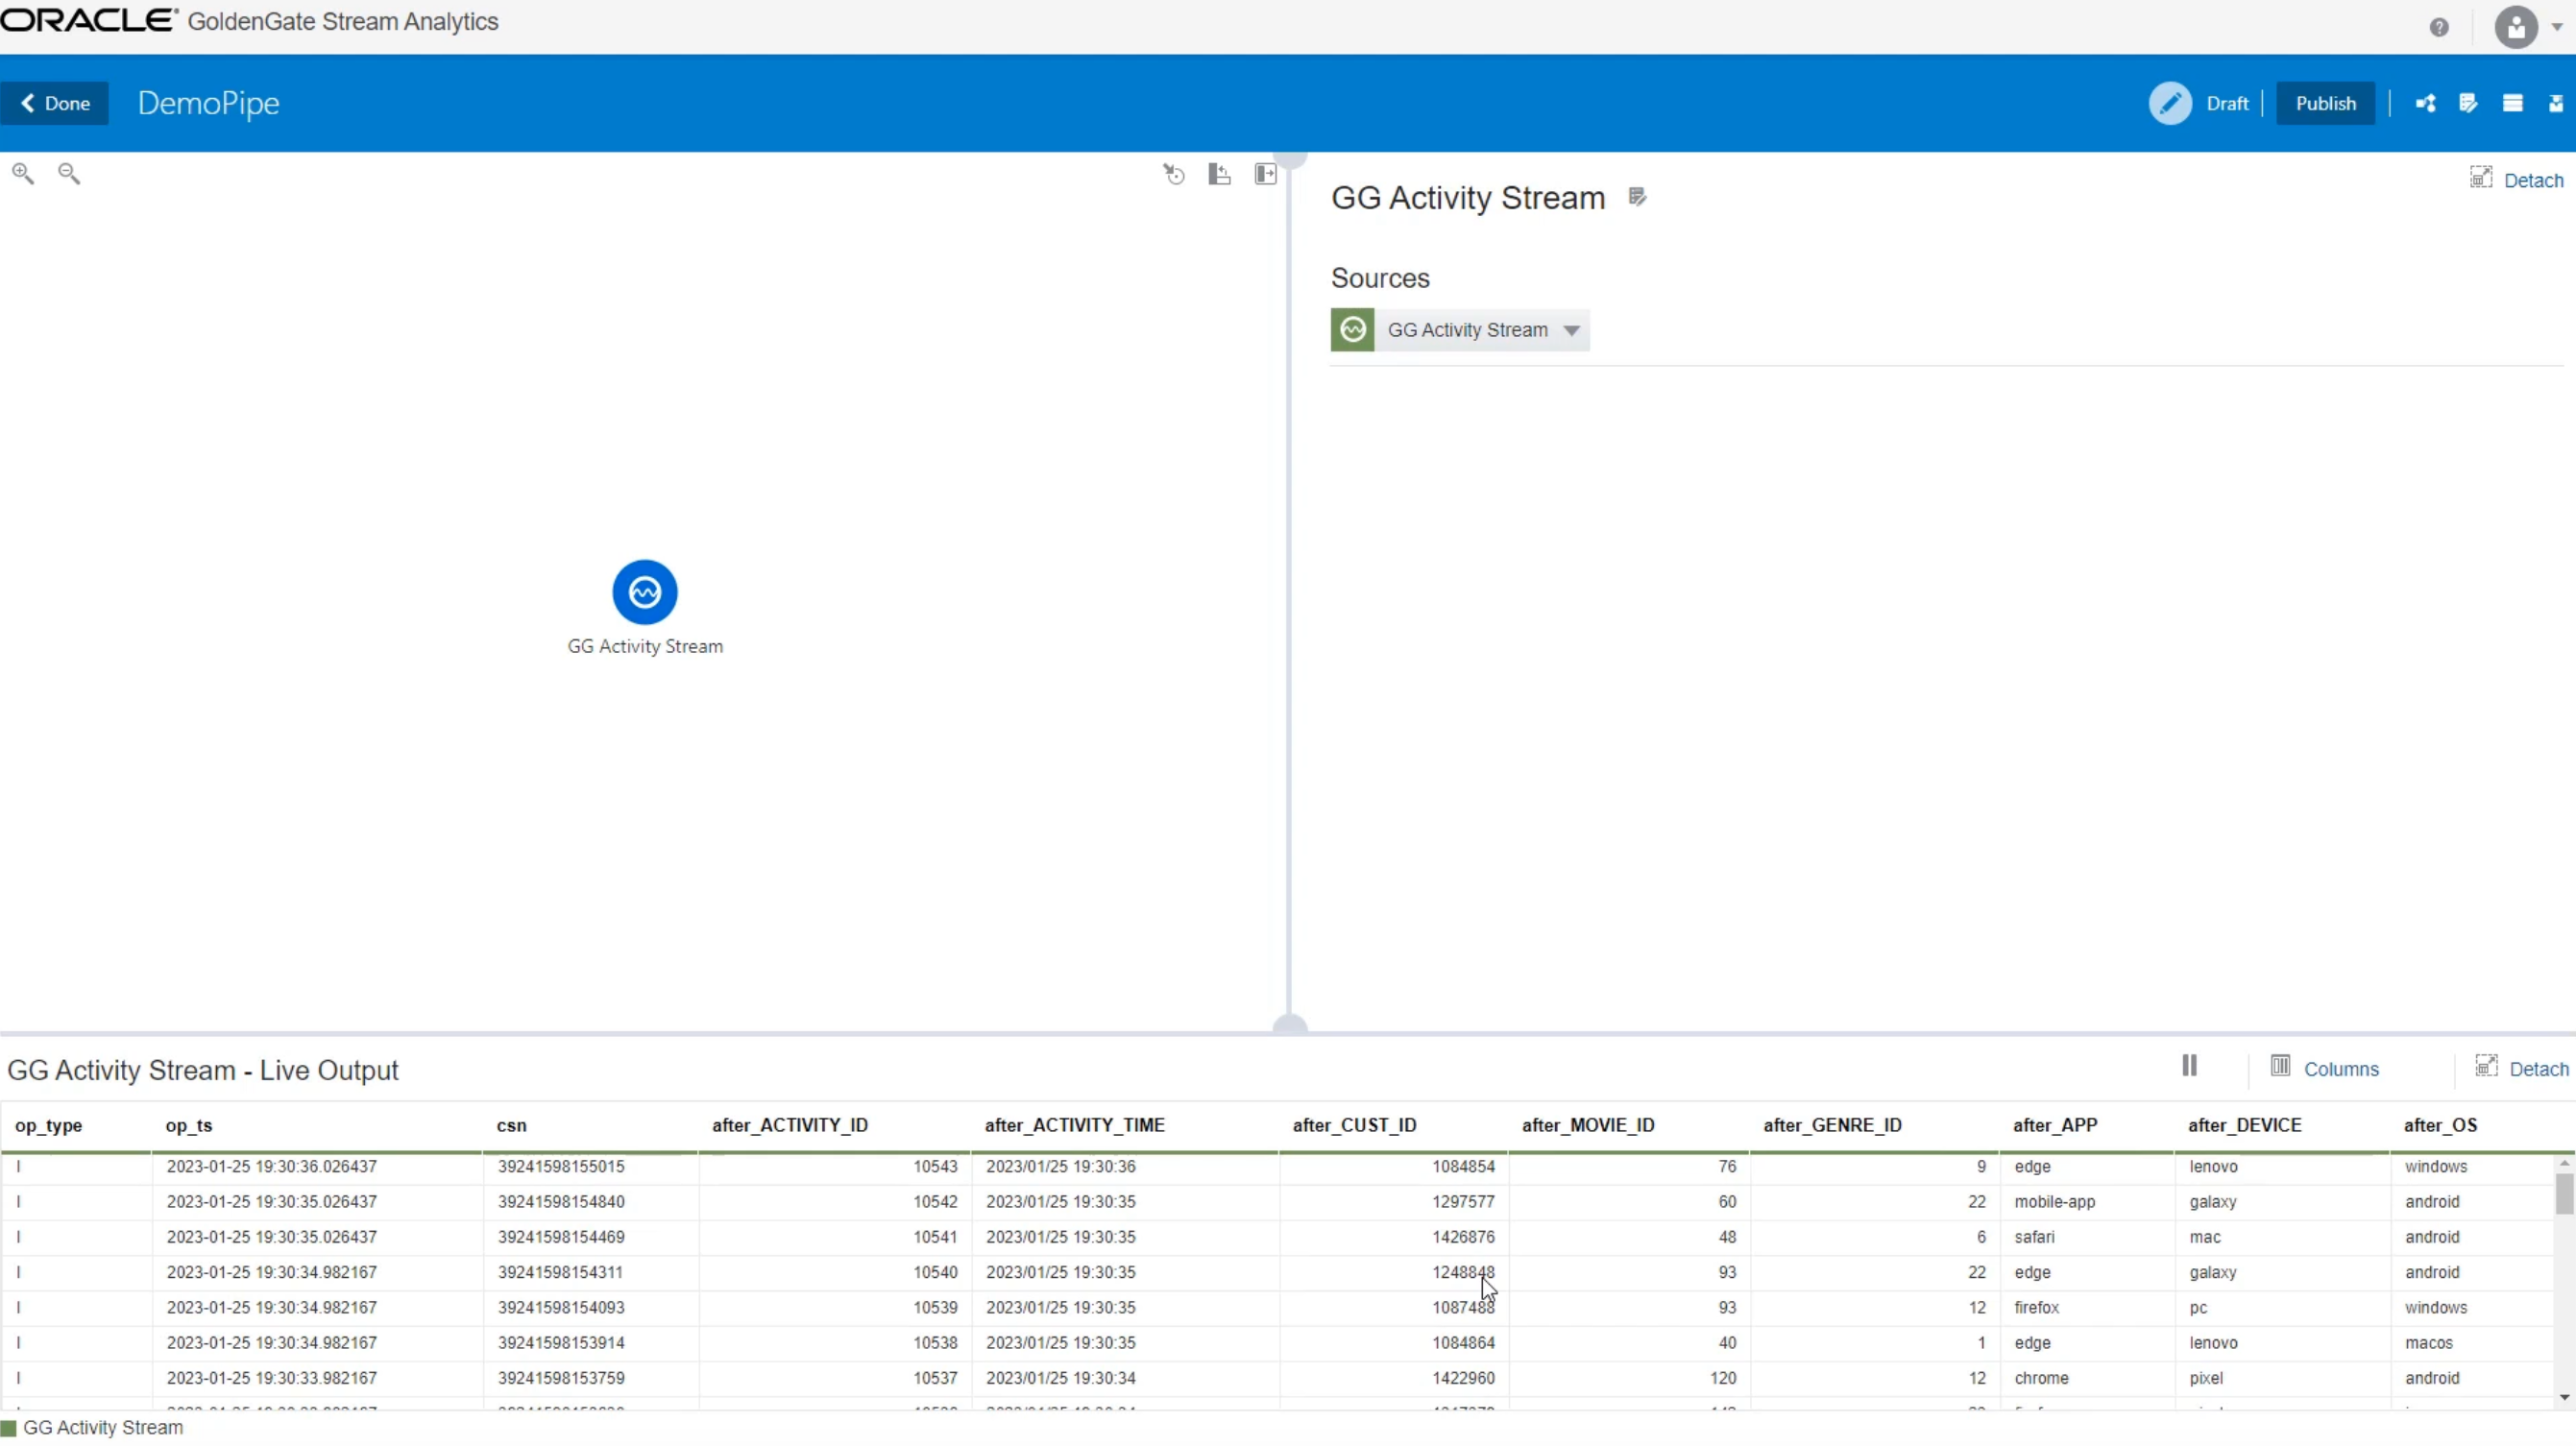 ORACLE® GoldenGate Stream Analytics
Done DemoPipe Draft Publish
Detach
GG Activity Stream
Sources
GG Activity Stream
GG Activity Stream
GG Activity Stream - Live Output Columns Detach
op_type op_ts csn after_ACTIVITY_ID after_ACTIVITY_TIME after_CUST_ID after_MOVIE_ID after_GENRE_ID after_APP after_DEVICE after_OS
I 2023-01-25 19:30:36.026437 39241598155015 10543 2023/01/25 19:30:36 1084854 76 9 edge lenovo windows
I 2023-01-25 19:30:35.026437 39241598154840 10542 2023/01/25 19:30:35 1297577 60 22 mobile-app galaxy android
I 2023-01-25 19:30:35.026437 39241598154469 10541 2023/01/25 19:30:35 1426876 48 6 safari mac android
I 2023-01-25 19:30:34.982167 39241598154311 10540 2023/01/25 19:30:35 1248848 93 22 edge galaxy android
I 2023-01-25 19:30:34.982167 39241598154093 10539 2023/01/25 19:30:35 1087488 93 12 firefox pc windows
I 2023-01-25 19:30:34.982167 39241598153914 10538 2023/01/25 19:30:35 1084864 40 1 edge lenovo macos
I 2023-01-25 19:30:33.982167 39241598153759 10537 2023/01/25 19:30:34 1422960 120 12 chrome pixel android
GG Activity Stream